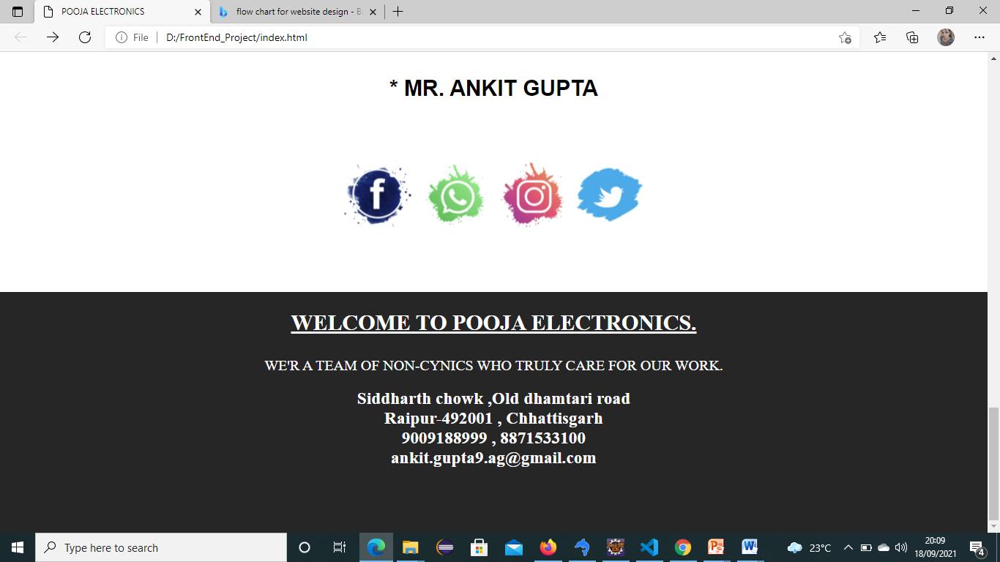 POOJA ELECTRONICS
flow chart for website design - B
File
D:/FrontEnd_Project/index.html
* MR. ANKIT GUPTA
WELCOME TO POOJA ELECTRONICS.
WE'R A TEAM OF NON-CYNICS WHO TRULY CARE FOR OUR WORK.
Siddharth chowk ,Old dhamtari road
Raipur-492001 , Chhattisgarh
9009188999 , 8871533100
ankit.gupta9.ag@gmail.com
Type here to search
23°C
20:09
18/09/2021
4